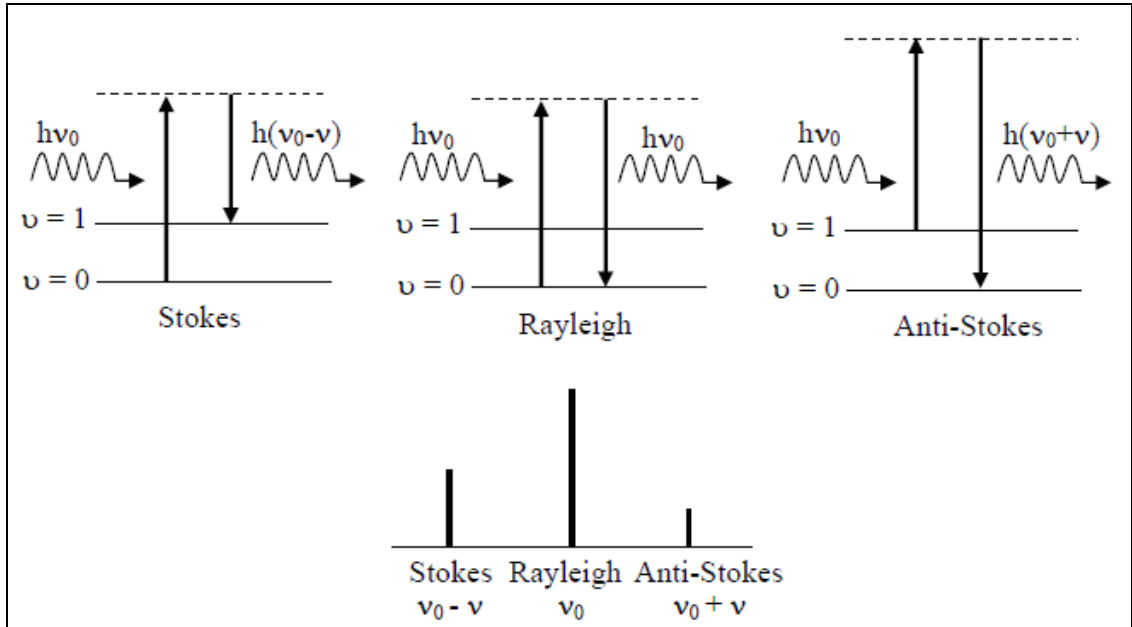 hν₀
h(ν₀-ν)
υ = 1
υ = 0
Stokes
hν₀
hν₀
υ = 1
υ = 0
Rayleigh
hν₀
h(ν₀+ν)
υ = 1
υ = 0
Anti-Stokes
Stokes Rayleigh Anti-Stokes
ν₀ - ν ν₀ ν₀ + ν